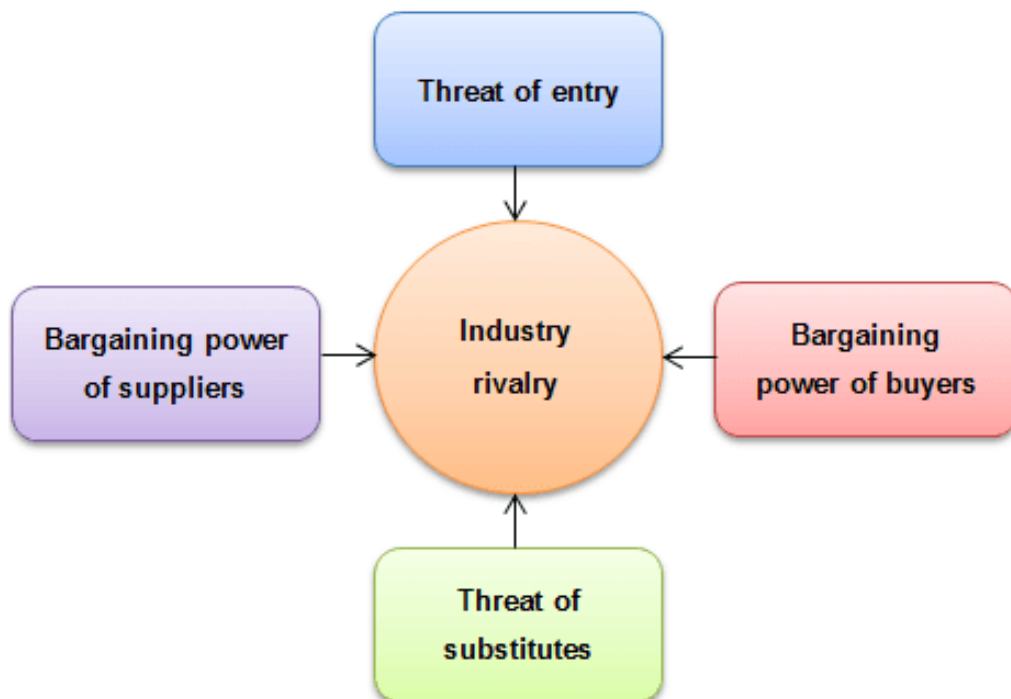 Threat of entry
Bargaining power
of suppliers
Industry
rivalry
Bargaining
power of buyers
Threat of
substitutes